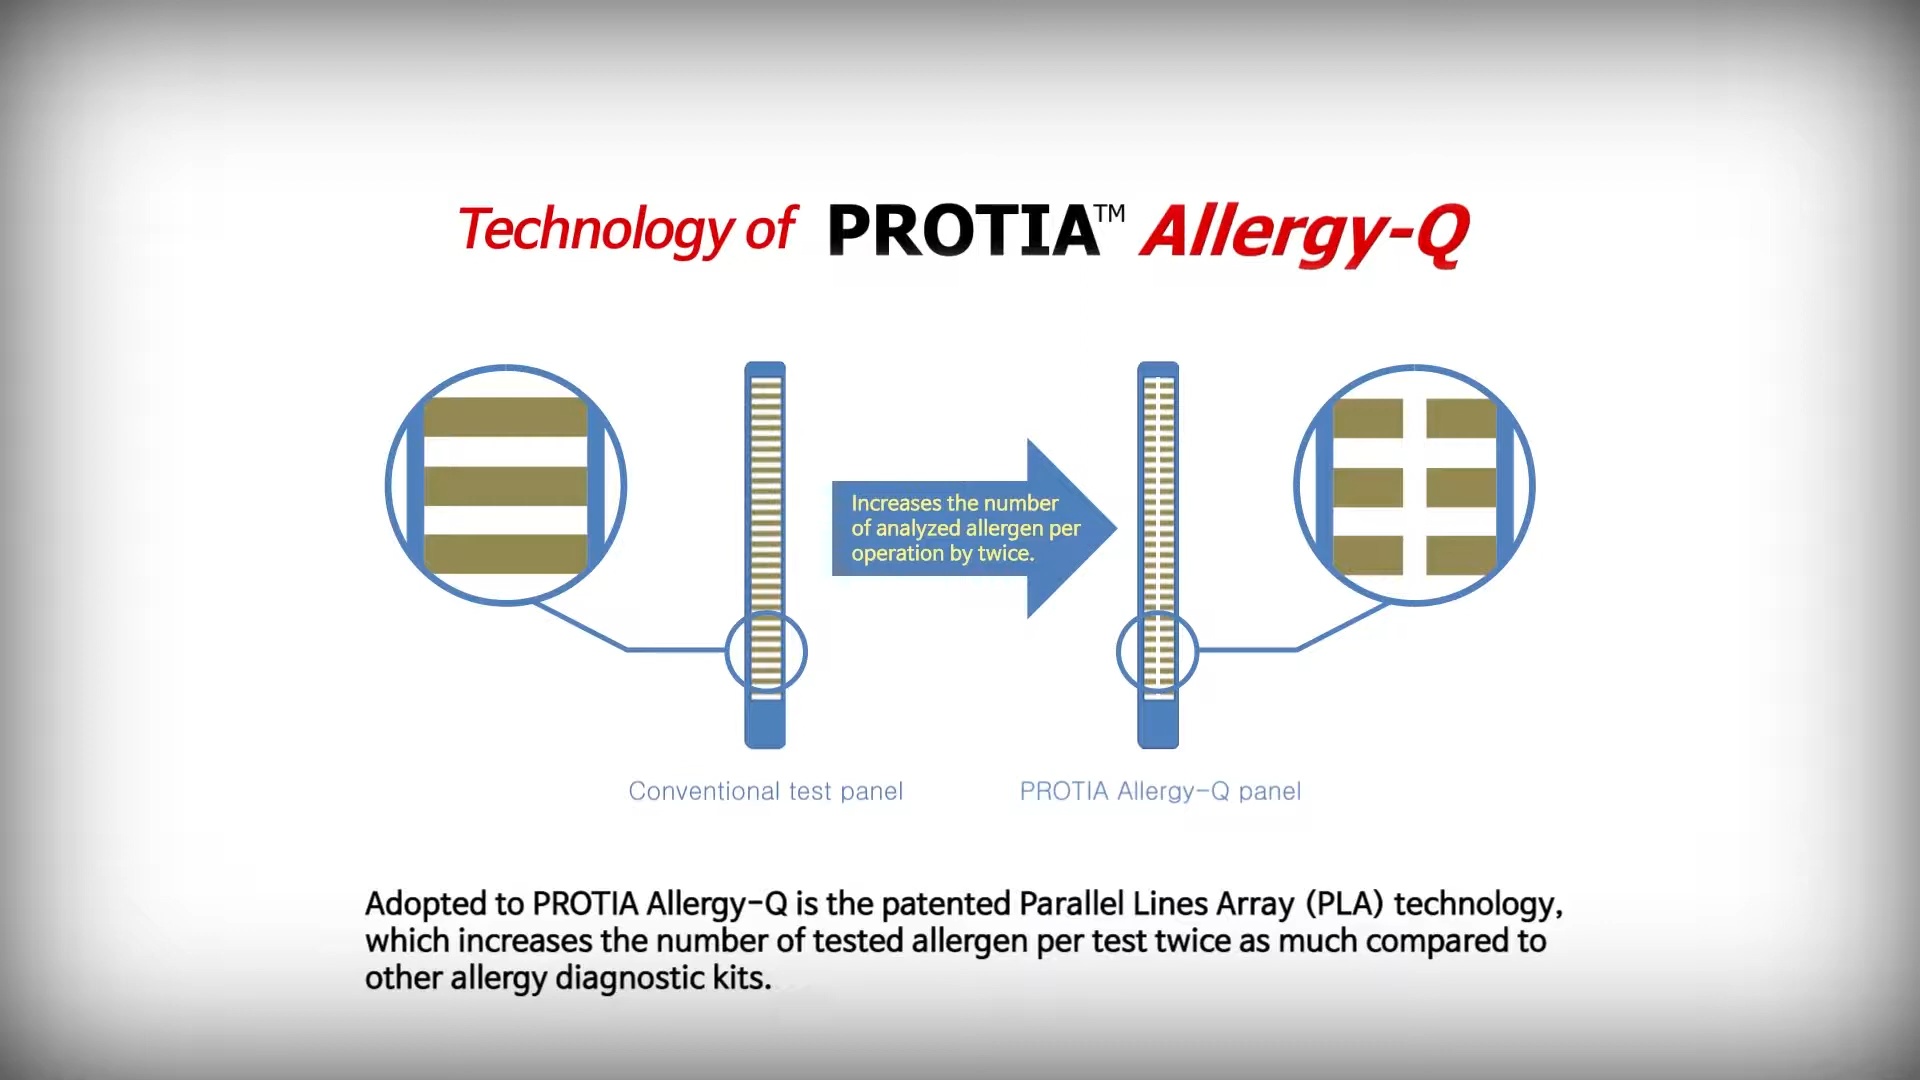 Technology of PROTIA™ Allergy-Q
Increases the number
of analyzed allergen per
operation by twice.
Conventional test panel
PROTIA Allergy-Q panel
Adopted to PROTIA Allergy-Q is the patented Parallel Lines Array (PLA) technology,
which increases the number of tested allergen per test twice as much compared to
other allergy diagnostic kits.